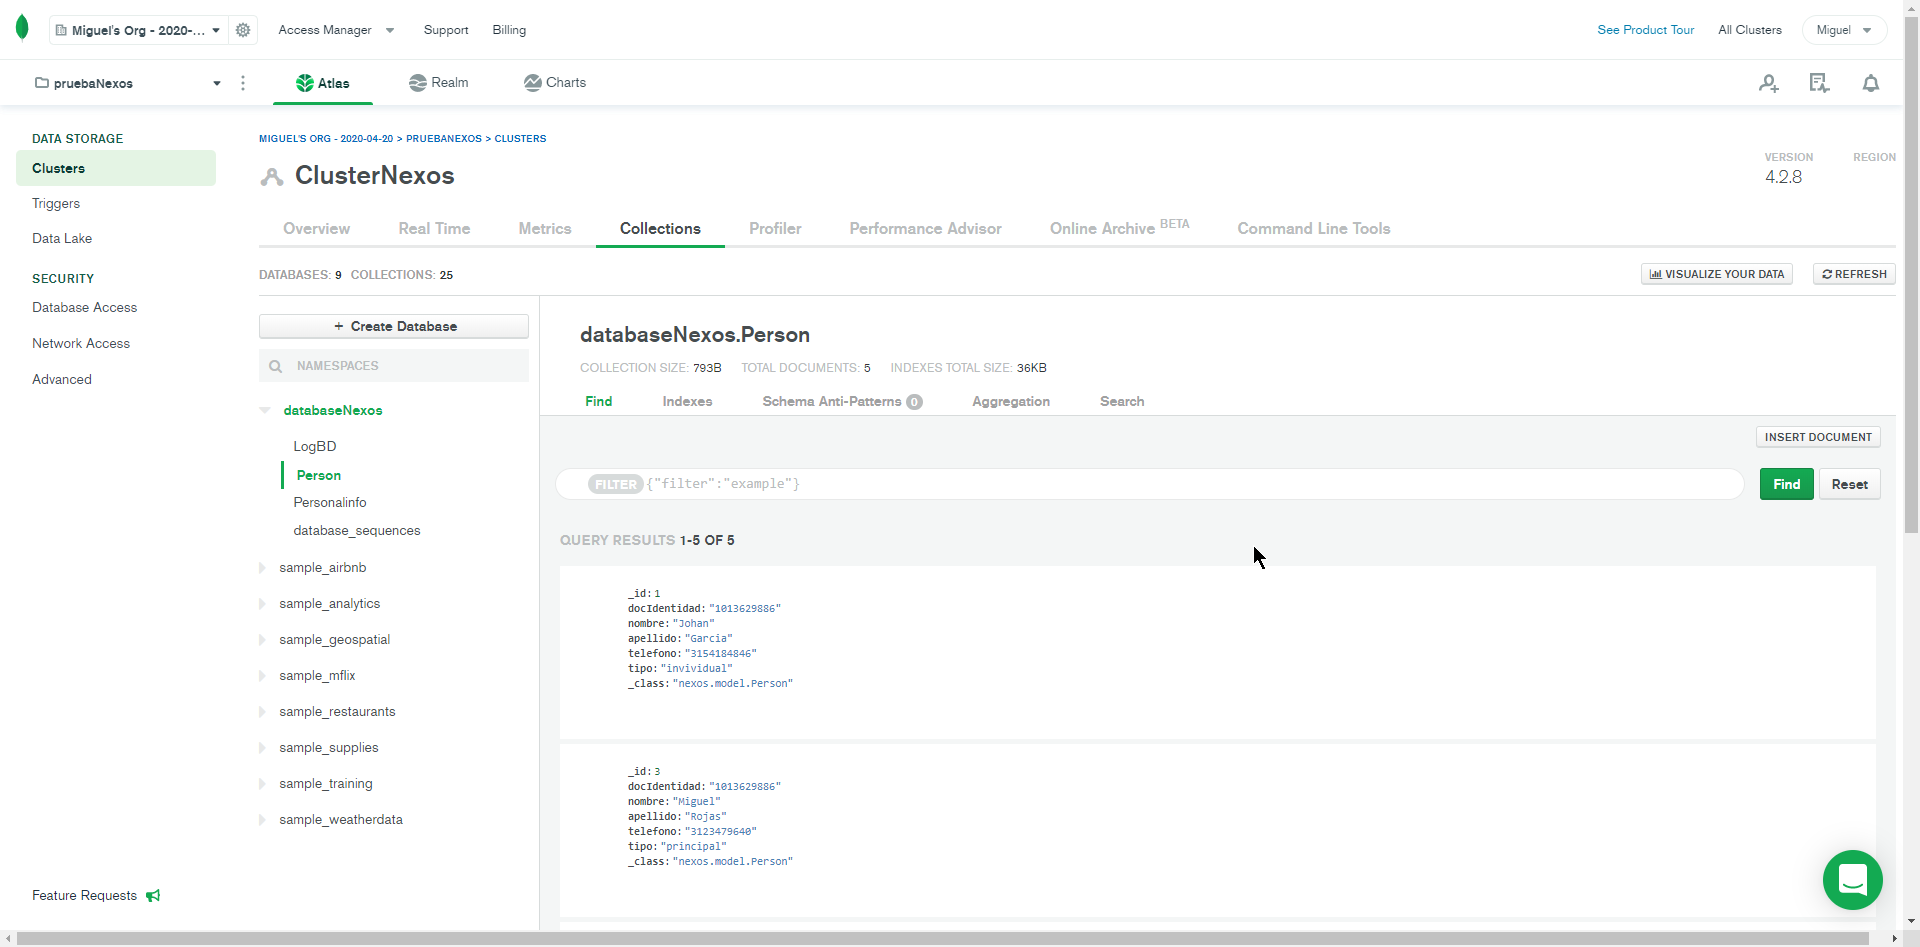 Miguel's Org - 2020-...
Access Manager
Support
Billing
See Product Tour
All Clusters
Miguel
pruebaNexos
Atlas
Realm
Charts
DATA STORAGE
Clusters
Triggers
Data Lake
SECURITY
Database Access
Network Access
Advanced
Feature Requests
MIGUEL'S ORG - 2020-04-20 > PRUEBANEXOS > CLUSTERS
ClusterNexos
VERSION
4.2.8
REGION
Overview
Real Time
Metrics
Collections
Profiler
Performance Advisor
Online Archive BETA
Command Line Tools
DATABASES: 9 COLLECTIONS: 25
VISUALIZE YOUR DATA
REFRESH
+ Create Database
NAMESPACES
databaseNexos
LogBD
Person
Personalinfo
database_sequences
sample_airbnb
sample_analytics
sample_geospatial
sample_mflix
sample_restaurants
sample_supplies
sample_training
sample_weatherdata
databaseNexos.Person
COLLECTION SIZE: 793B TOTAL DOCUMENTS: 5 INDEXES TOTAL SIZE: 36KB
Find
Indexes
Schema Anti-Patterns 0
Aggregation
Search
INSERT DOCUMENT
FILTER {"filter":"example"}
Find
Reset
QUERY RESULTS 1-5 OF 5
_id: 1
docIdentidad: "1013629886"
nombre: "Johan"
apellido: "Garcia"
telefono: "3154184846"
tipo: "invividual"
_class: "nexos.model.Person"
_id: 3
docIdentidad: "1013629886"
nombre: "Miguel"
apellido: "Rojas"
telefono: "3123479640"
tipo: "principal"
_class: "nexos.model.Person"